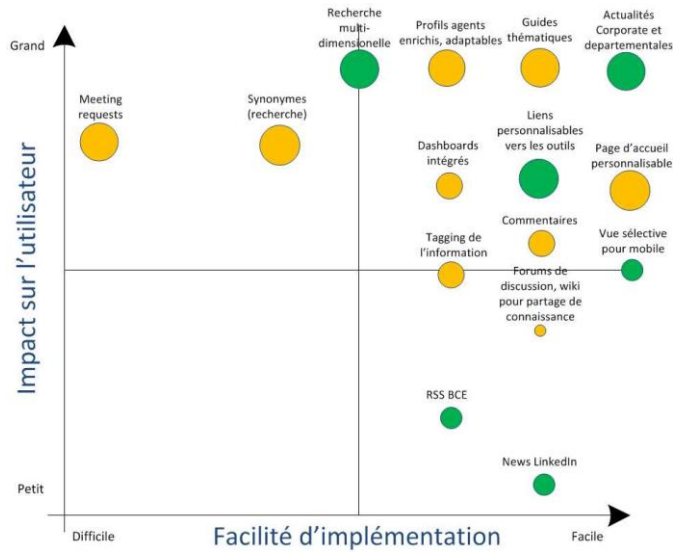 Grand
Recherche
multi-
dimensionelle
Profils agents
enrichis, adaptables
Guides
thématiques
Actualités
Corporate et
departementales
Meeting
requests
Synonymes
(recherche)
Dashboards
intégrés
Liens
personnalisables
vers les outils
Page d’accueil
personnalisable
Commentaires
Tagging de
l’information
Vue sélective
pour mobile
Forums de
discussion, wiki
pour partage de
connaissance
RSS BCE
News LinkedIn
Impact sur l’utilisateur
Petit
Difficile
Facilité d’implémentation
Facile